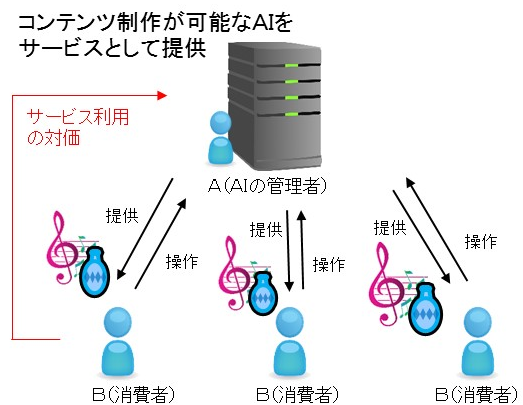 コンテンツ制作が可能なAIを
サービスとして提供
サービス利用
の対価
A(AIの管理者)
提供
操作
提供
操作
提供
操作
B(消費者)
B(消費者)
B(消費者)